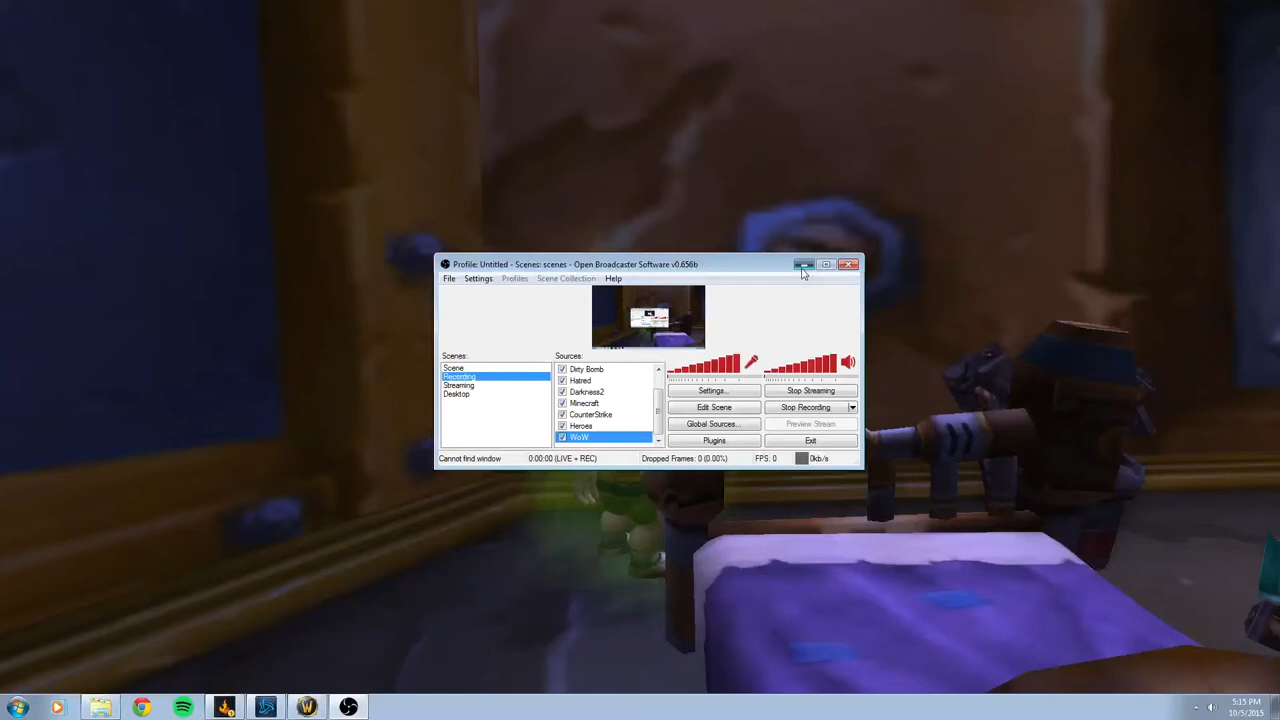 Profile: Untitled - Scenes: scenes - Open Broadcaster Software v0.656b
File Settings Profiles Scene Collection Help
Scenes:
Scene
Recording
Streaming
Desktop
Sources:
Dirty Bomb
Hatred
Darkness2
Minecraft
CounterStrike
Heroes
WoW
Settings...
Stop Streaming
Edit Scene
Stop Recording
Global Sources...
Preview Stream
Plugins
Exit
Cannot find window
0:00:00 (LIVE + REC)
Dropped Frames: 0 (0.00%)
FPS: 0
0kb/s
5:15 PM
10/5/2015